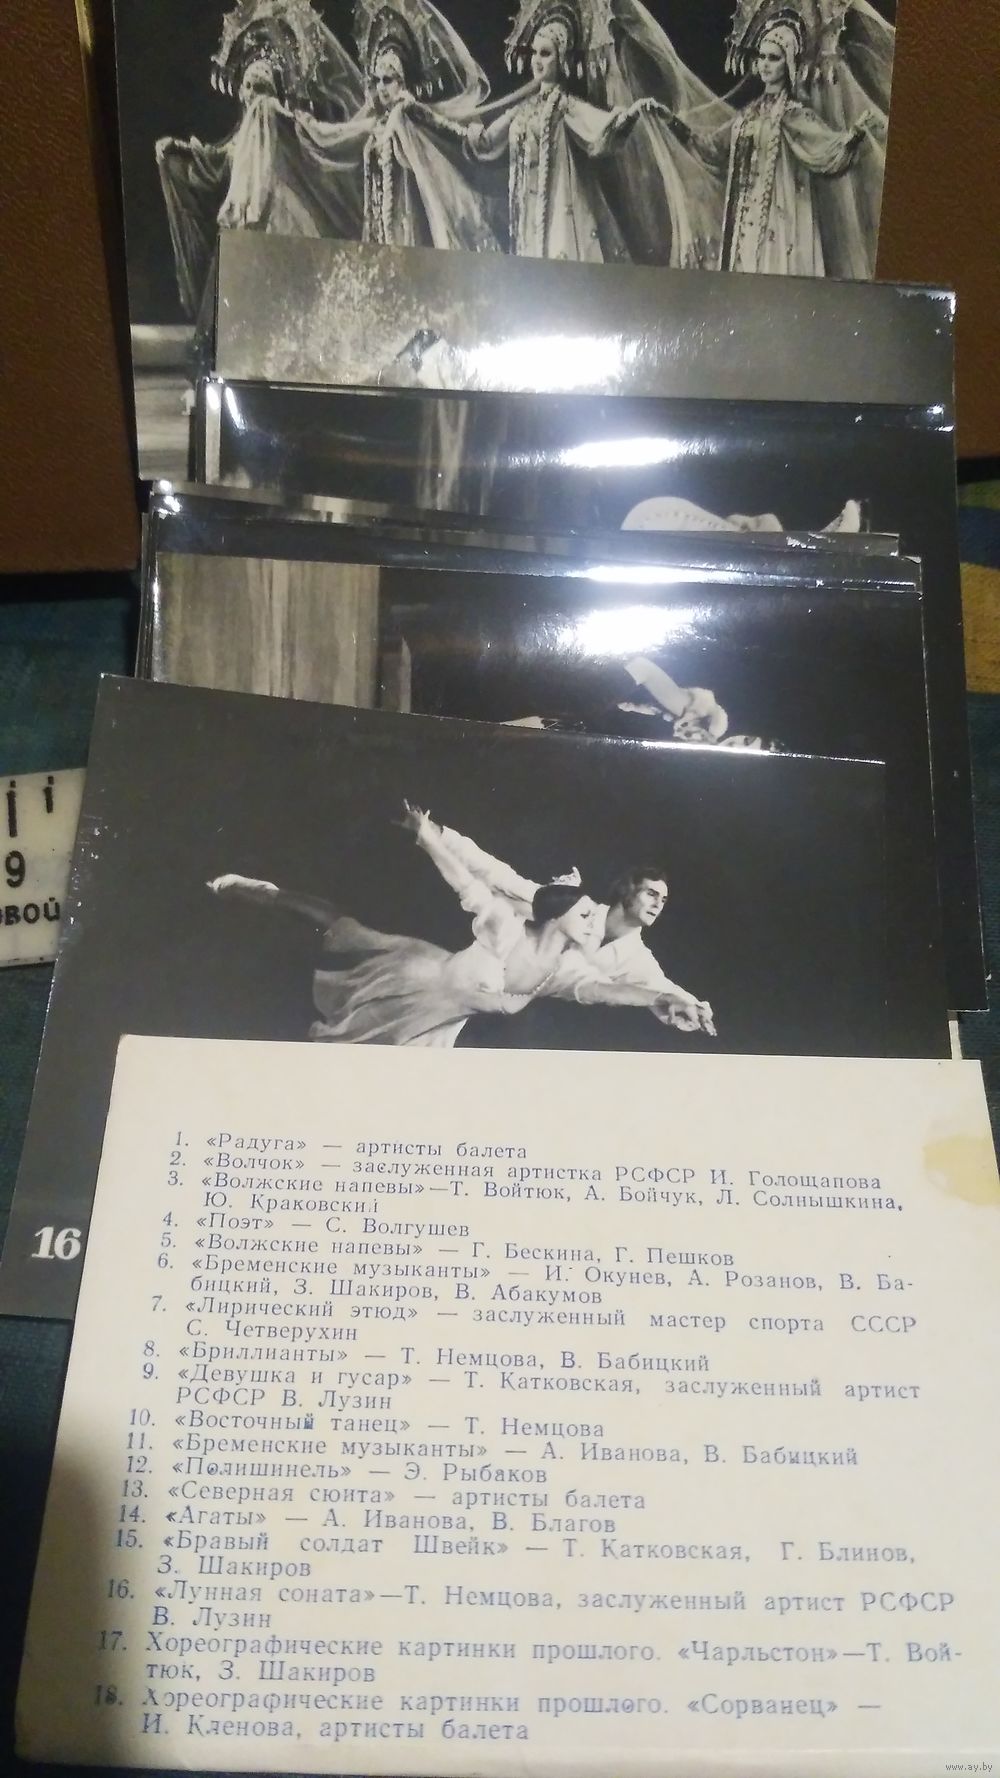 9
овой
16
1. «Радуга» — артисты балета
2. «Волчок» — заслуженная артистка РСФСР И. Голощапова
3. «Волжские напевы»—Т. Войтюк, А. Бойчук, Л. Солнышкина,
Ю. Краковский
4. «Поэт» — С. Волгушев
5. «Волжские напевы» — Г. Бескина, Г. Пешков
6. «Бременские музыканты» — И. Окунев, А. Розанов, В. Ба-
бицкий, З. Шакиров, В. Абакумов
7. «Лирический этюд» — заслуженный мастер спорта СССР
С. Четверухин
8. «Бриллианты» — Т. Немцова, В. Бабицкий
9. «Девушка и гусар» — Т. Катковская, заслуженный артист
РСФСР В. Лузин
10. «Восточный танец» — Т. Немцова
11. «Бременские музыканты» — А. Иванова, В. Бабицкий
12. «Полишинель» — Э. Рыбаков
13. «Северная сюита» — артисты балета
14. «Агаты» — А. Иванова, В. Благов
15. «Бравый солдат Швейк» — Т. Катковская, Г. Блинов,
З. Шакиров
16. «Лунная соната»—Т. Немцова, заслуженный артист РСФСР
В. Лузин
17. Хореографические картинки прошлого. «Чарльстон»—Т. Вой-
тюк, З. Шакиров
18. Хореографические картинки прошлого. «Сорванец» —
И. Кленова, артисты балета
www.ay.by